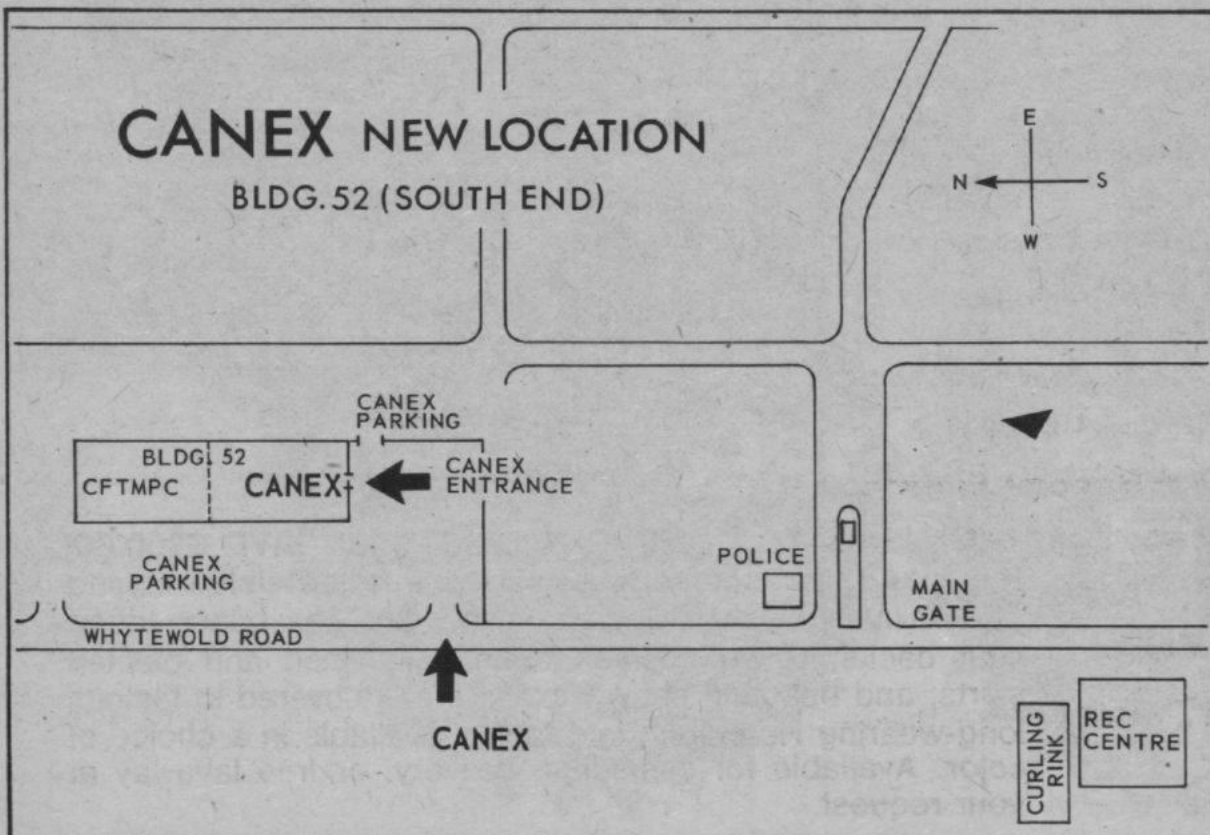 CANEX NEW LOCATION
BLDG. 52 (SOUTH END)
E
N
S
W
CANEX
PARKING
BLDG. 52
CFTMPC
CANEX
CANEX
ENTRANCE
CANEX
PARKING
POLICE
MAIN
GATE
WHYTEWOLD ROAD
CANEX
CURLING
RINK
REC
CENTRE